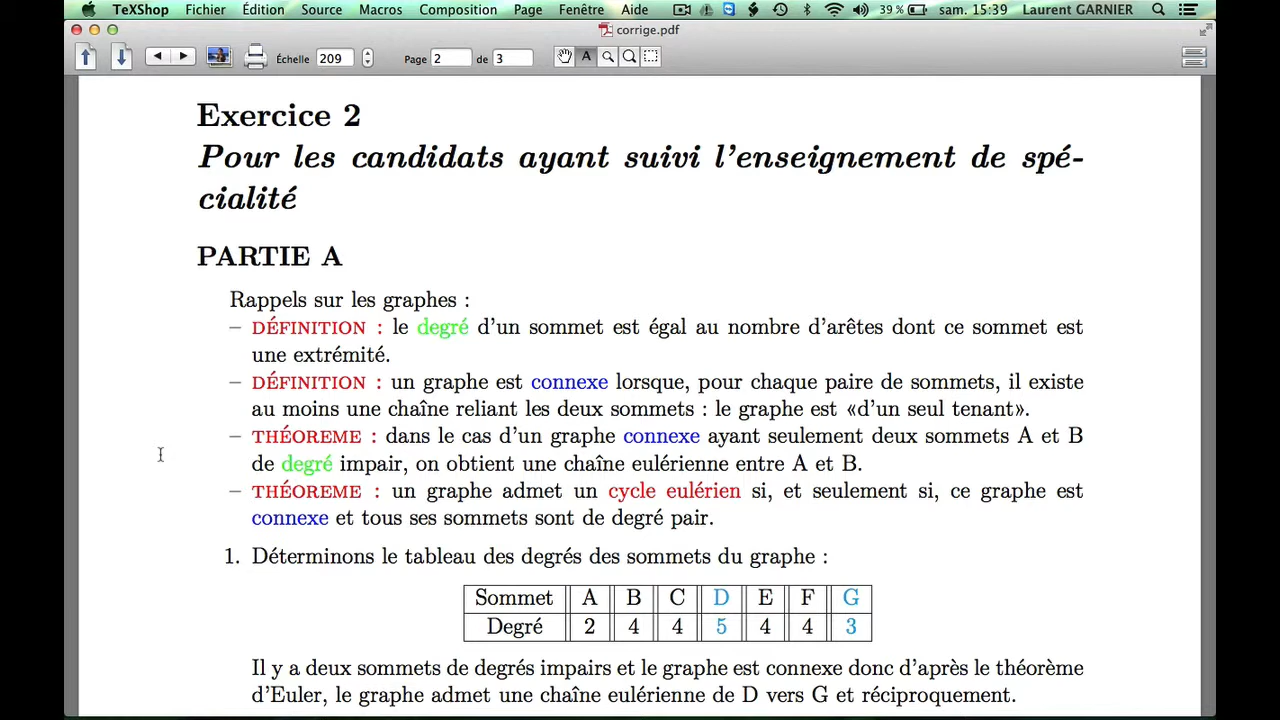 TeXShop Fichier Édition Source Macros Composition Page Fenêtre Aide 39 % sam. 15:39 Laurent GARNIER
corrige.pdf
Échelle 209 Page 2 de 3
Exercice 2
Pour les candidats ayant suivi l'enseignement de spé-
cialité
PARTIE A
Rappels sur les graphes :
– DÉFINITION : le degré d'un sommet est égal au nombre d'arêtes dont ce sommet est
une extrémité.
– DÉFINITION : un graphe est connexe lorsque, pour chaque paire de sommets, il existe
au moins une chaîne reliant les deux sommets : le graphe est «d'un seul tenant».
– THÉOREME : dans le cas d'un graphe connexe ayant seulement deux sommets A et B
de degré impair, on obtient une chaîne eulérienne entre A et B.
– THÉOREME : un graphe admet un cycle eulérien si, et seulement si, ce graphe est
connexe et tous ses sommets sont de degré pair.
1. Déterminons le tableau des degrés des sommets du graphe :
Sommet A B C D E F G
Degré 2 4 4 5 4 4 3
Il y a deux sommets de degrés impairs et le graphe est connexe donc d'après le théorème
d'Euler, le graphe admet une chaîne eulérienne de D vers G et réciproquement.